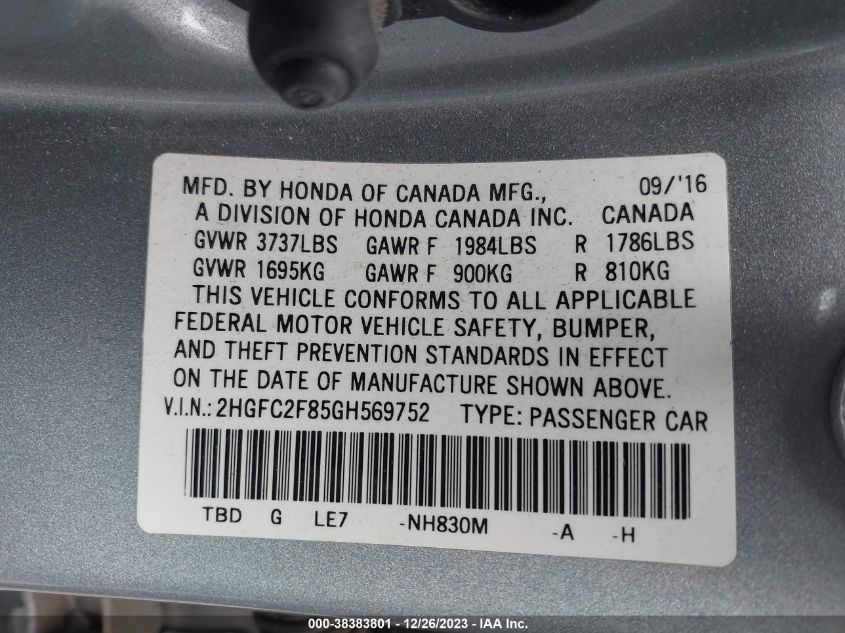 MFD. BY HONDA OF CANADA MFG., 09/'16
A DIVISION OF HONDA CANADA INC. CANADA
GVWR 3737LBS GAWR F 1984LBS R 1786LBS
GVWR 1695KG GAWR F 900KG R 810KG
THIS VEHICLE CONFORMS TO ALL APPLICABLE
FEDERAL MOTOR VEHICLE SAFETY, BUMPER,
AND THEFT PREVENTION STANDARDS IN EFFECT
ON THE DATE OF MANUFACTURE SHOWN ABOVE.
V.I.N.: 2HGFC2F85GH569752 TYPE: PASSENGER CAR
TBD G LE7 -NH830M -A -H
000-38383801 - 12/26/2023 - IAA Inc.